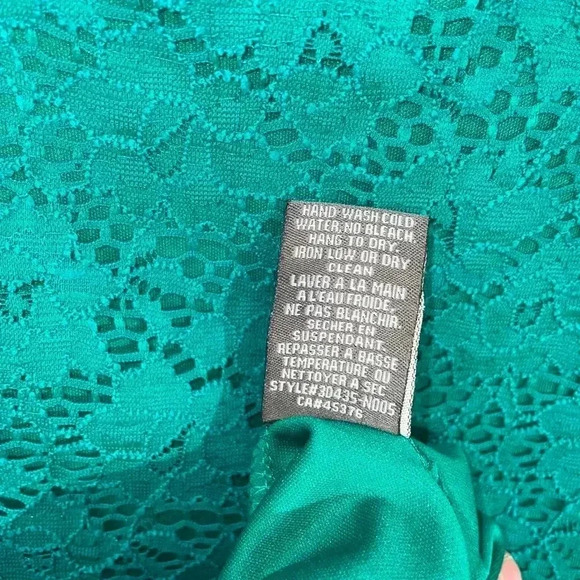 HAND WASH COLD
WATER, NO BLEACH.
HANG TO DRY.
IRON LOW OR DRY
CLEAN
LAVER A LA MAIN
A L'EAU FROIDE.
NE PAS BLANCHIR.
SECHER EN
SUSPENDANT.
REPASSER A BASSE
TEMPERATURE OU
NETTOYER A SEC
STYLE#3D435-N005
CA#45376